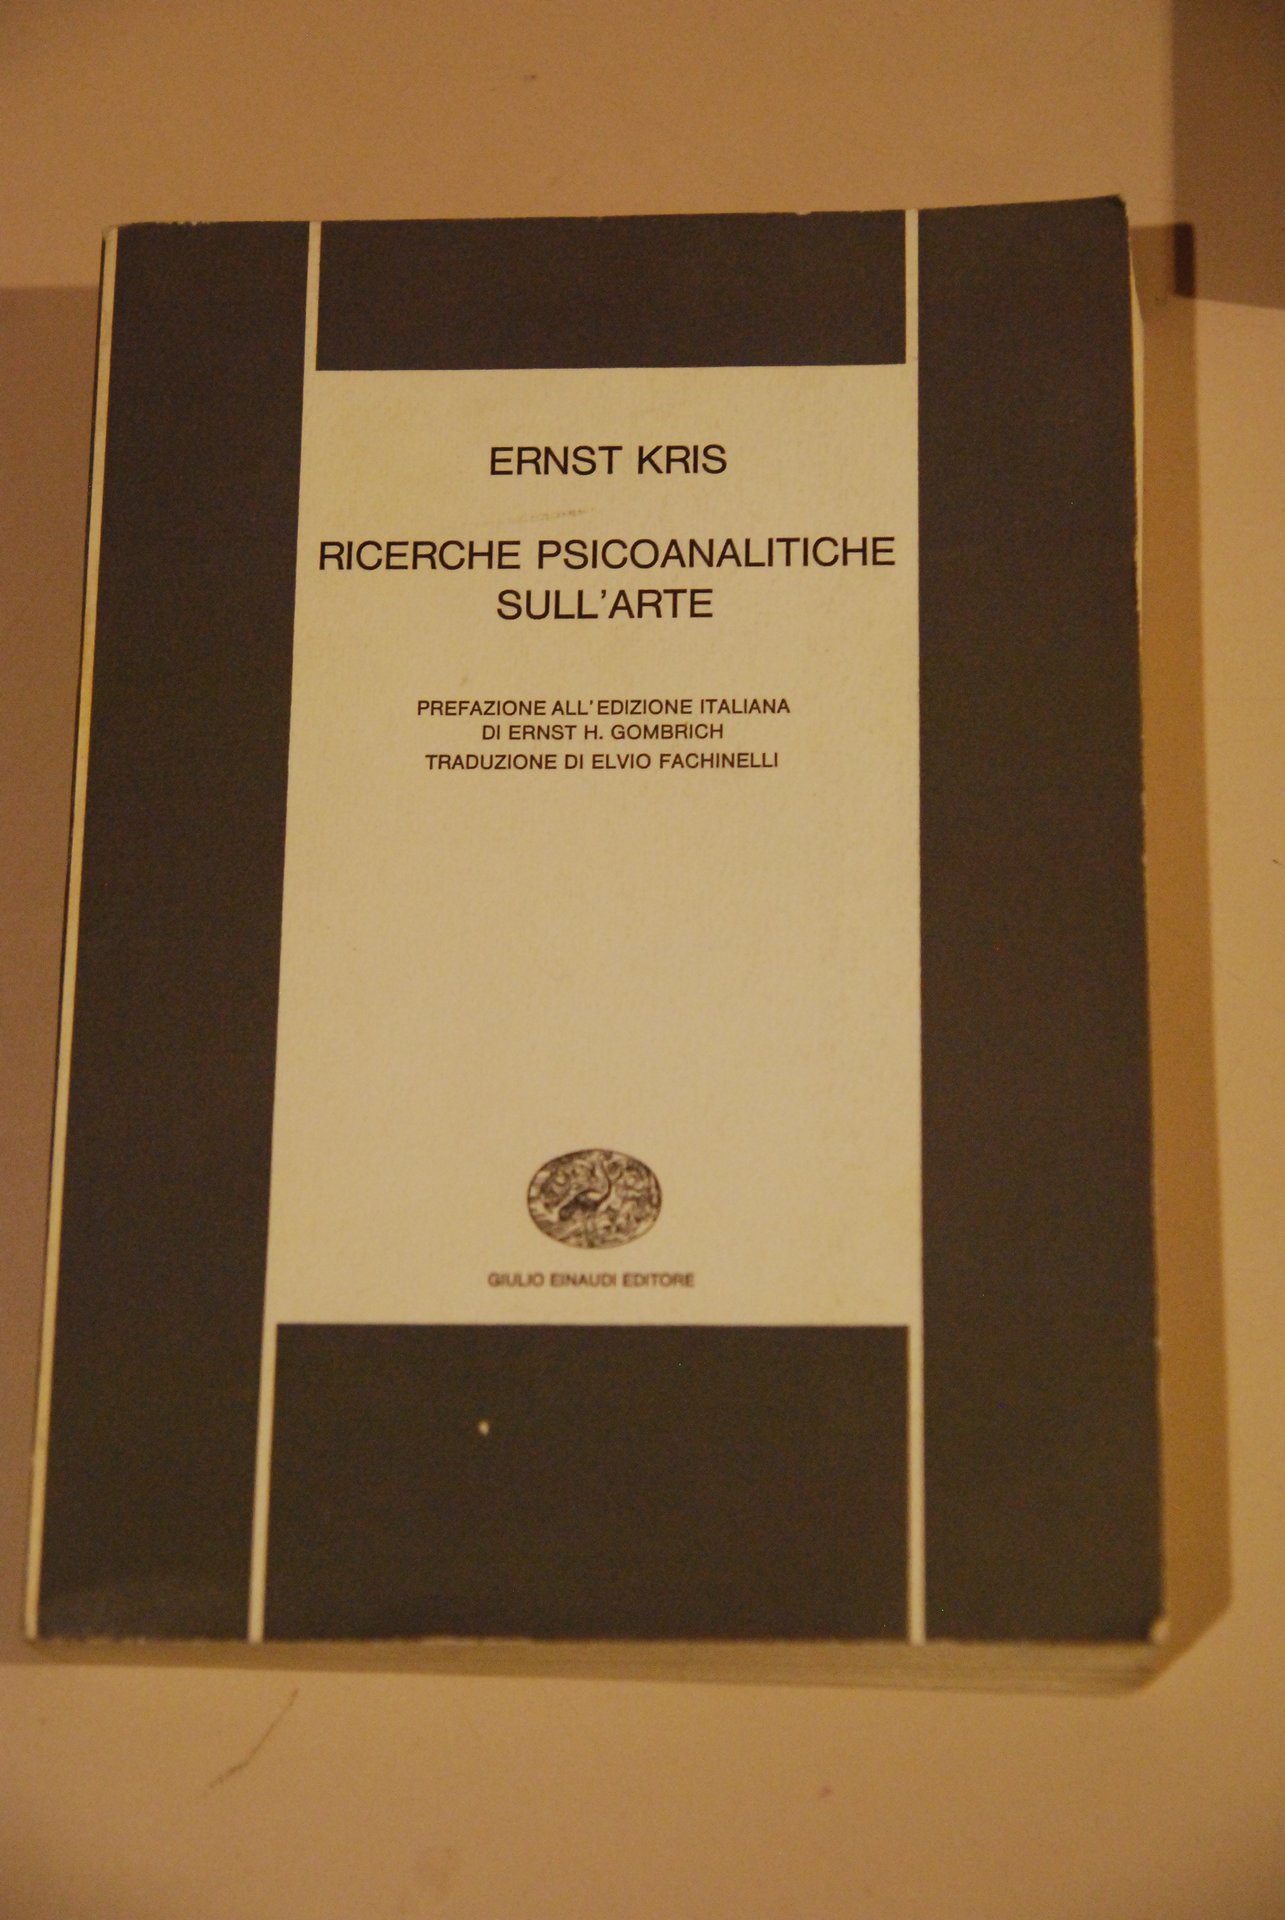 ERNST KRIS
RICERCHE PSICOANALITICHE
SULL'ARTE
PREFAZIONE ALL'EDIZIONE ITALIANA
DI ERNST H. GOMBRICH
TRADUZIONE DI ELVIO FACHINELLI
GIULIO EINAUDI EDITORE